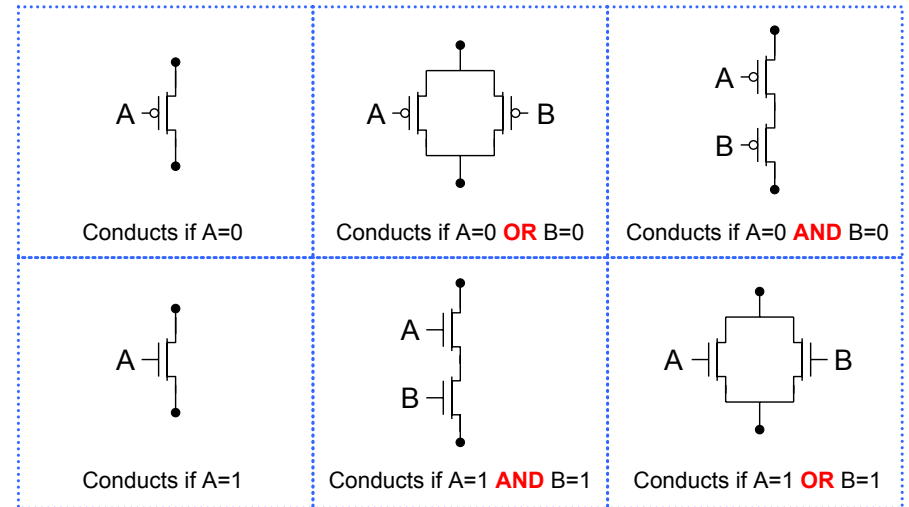 A
A
B
A
B
Conducts if A=0
Conducts if A=0 OR B=0
Conducts if A=0 AND B=0
A
A
B
A
B
Conducts if A=1
Conducts if A=1 AND B=1
Conducts if A=1 OR B=1